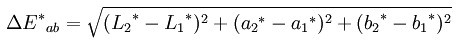 ΔE*ab = √(L2* − L1*)² + (a2* − a1*)² + (b2* − b1*)²